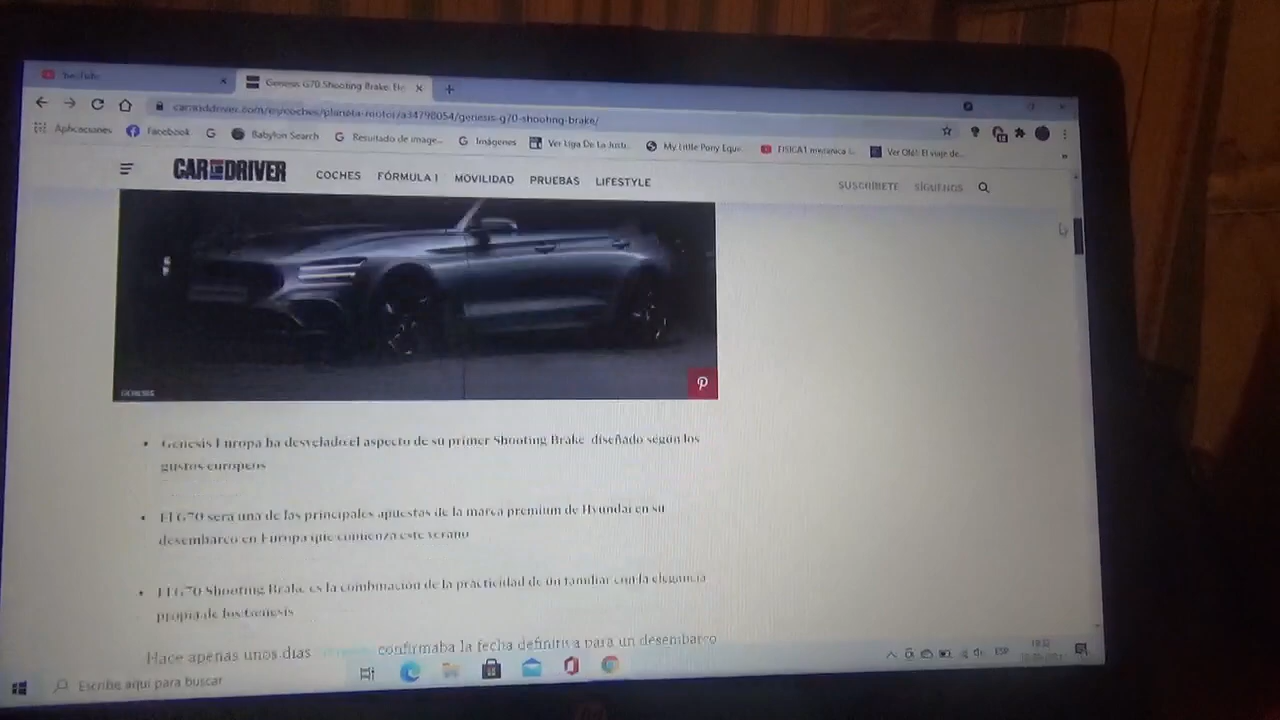 YouTube
Genesis G70 Shooting Brake: Ele
caranddriver.com/es/coches/planeta-motor/a34798054/genesis-g70-shooting-brake/
Aplicaciones Facebook Babylon Search Resultado de image... Imágenes Ver Liga De La Justi... My Little Pony Eque... FISICA1 mecanica i... Ver Olé!: El viaje de...
CAR AND DRIVER COCHES FÓRMULA 1 MOVILIDAD PRUEBAS LIFESTYLE SUSCRÍBETE SÍGUENOS
GENESIS
Genesis Europa ha desvelado el aspecto de su primer Shooting Brake diseñado según los
gustos europeos
El G70 será una de las principales apuestas de la marca premium de Hyundai en su
desembarco en Europa que comienza este verano
El G70 Shooting Brake es la combinación de la practicidad de un familiar con la elegancia
propia de los Genesis
Hace apenas unos días confirmaba la fecha definitiva para un desembarco
Escribe aquí para buscar
ESP